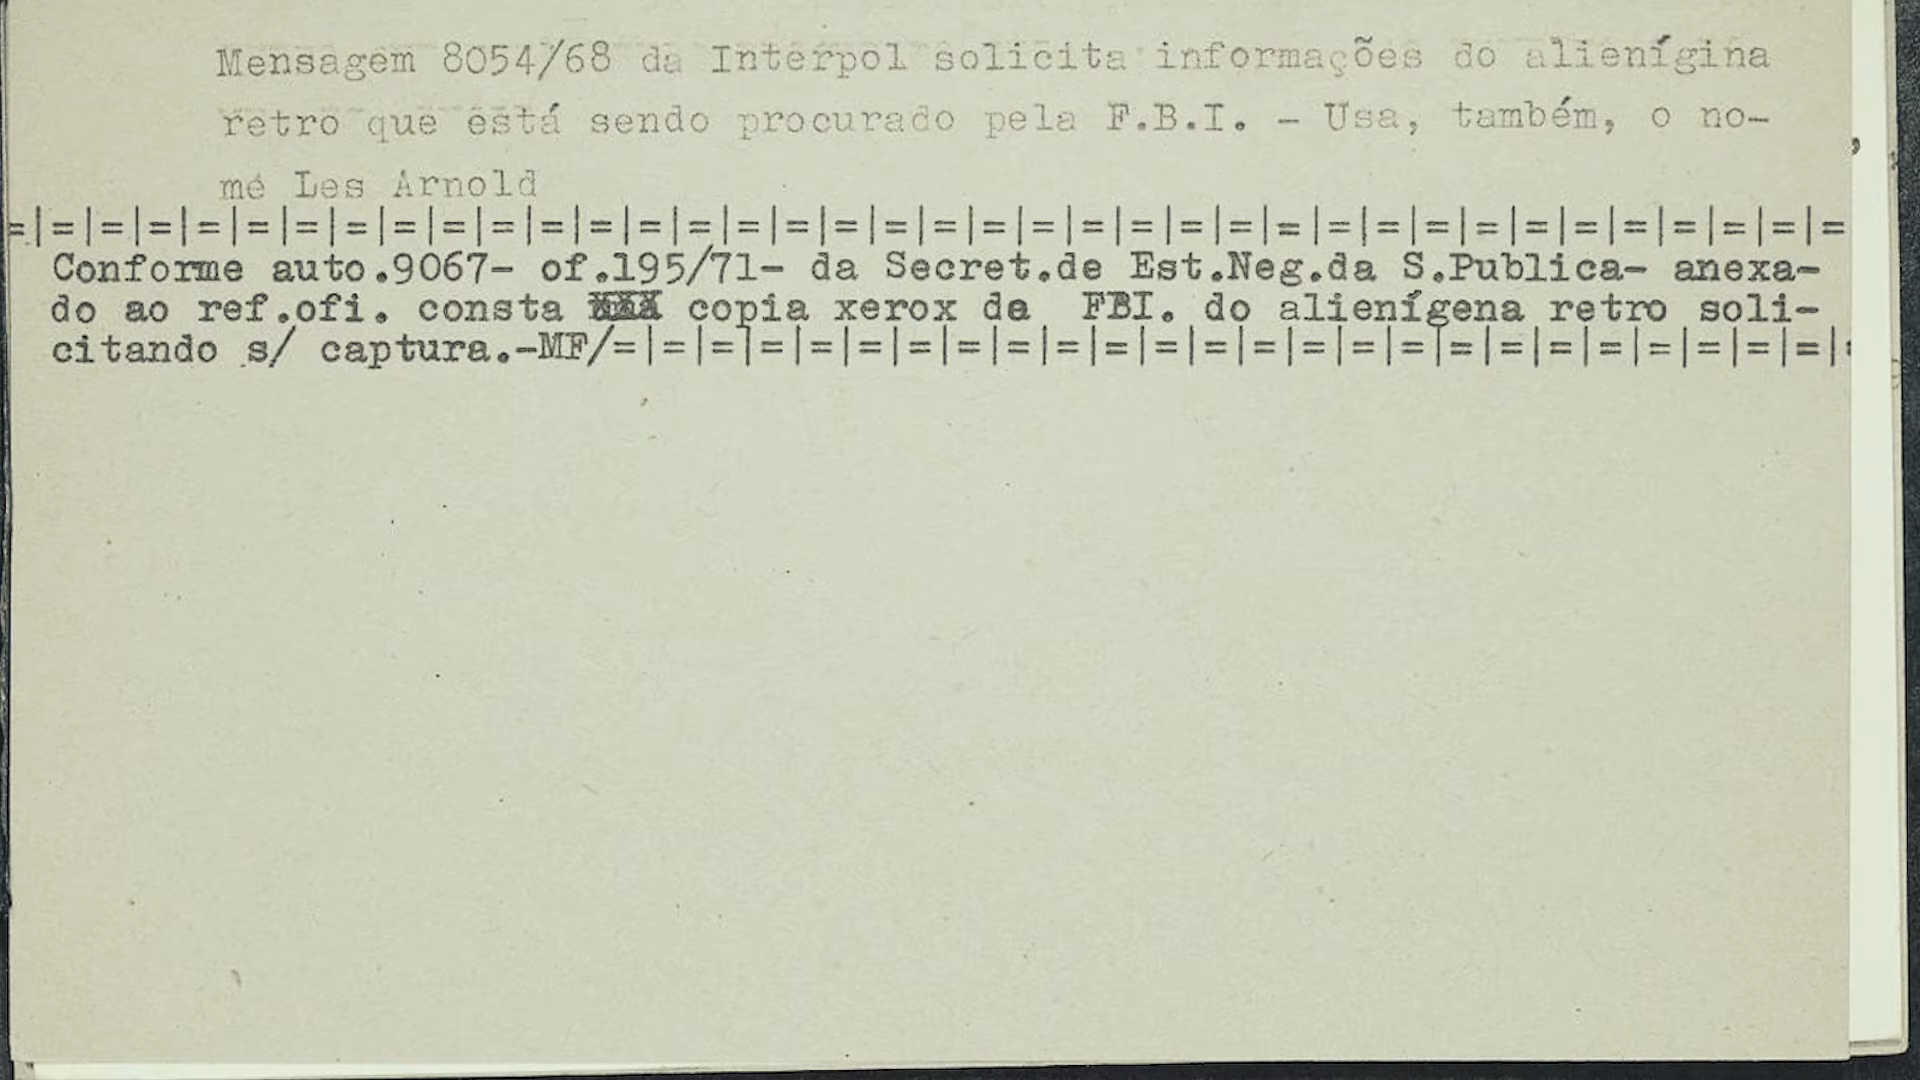 Mensagem 8054/68 da Interpol solicita informações do alienígina
retro que está sendo procurado pela F.B.I. - Usa, também, o no-
me Les Arnold
=|=|=|=|=|=|=|=|=|=|=|=|=|=|=|=|=|=|=|=|=|=|=|=|=|=|=|=|=|=|=|=|=|=|=|=|=|=
Conforme auto.9067- of.195/71- da Secret.de Est.Neg.da S.Publica- anexa-
do ao ref.ofi. consta XXX copia xerox da FBI. do alienígena retro soli-
citando s/ captura.-MF/=|=|=|=|=|=|=|=|=|=|=|=|=|=|=|=|=|=|=|=|=|=|=|=|=|